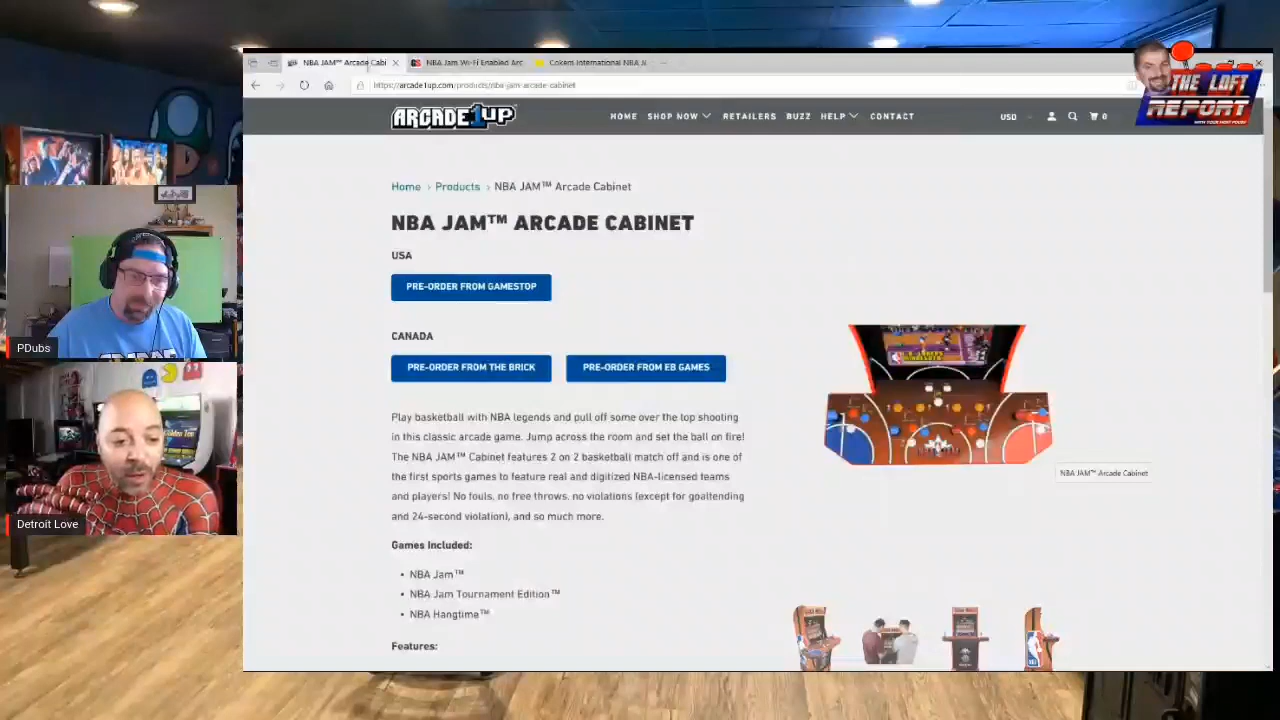 NBA JAM™ Arcade Cabi
NBA Jam Wi-Fi Enabled Arc
Cokem International NBA J
https://arcade1up.com/products/nba-jam-arcade-cabinet
ARCADE1UP
HOME
SHOP NOW
RETAILERS
BUZZ
HELP
CONTACT
USD
0
THE LOFT
REPORT
Home › Products › NBA JAM™ Arcade Cabinet
NBA JAM™ ARCADE CABINET
USA
PRE-ORDER FROM GAMESTOP
CANADA
PRE-ORDER FROM THE BRICK
PRE-ORDER FROM EB GAMES
Play basketball with NBA legends and pull off some over the top shooting
in this classic arcade game. Jump across the room and set the ball on fire!
The NBA JAM™ Cabinet features 2 on 2 basketball match off and is one of
the first sports games to feature real and digitized NBA-licensed teams
and players! No fouls, no free throws, no violations (except for goaltending
and 24-second violation), and so much more.
Games Included:
• NBA Jam™
• NBA Jam Tournament Edition™
• NBA Hangtime™
Features:
NBA JAM™ Arcade Cabinet
PDubs
Detroit Love